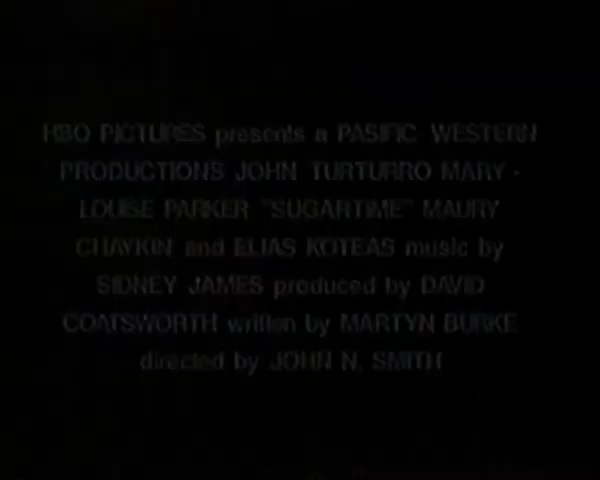 HBO PICTURES presents a PASIFIC WESTERN
PRODUCTIONS JOHN TURTURRO MARY -
LOUISE PARKER "SUGARTIME" MAURY
CHAYKIN and ELIAS KOTEAS music by
SIDNEY JAMES produced by DAVID
COATSWORTH written by MARTYN BURKE
directed by JOHN N. SMITH